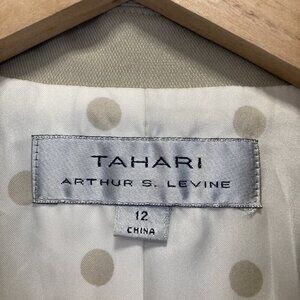 TAHARI
ARTHUR S. LEVINE
12
CHINA